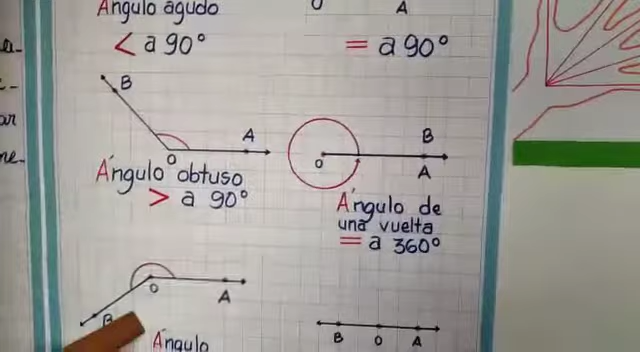 Ángulo agudo
< a 90°
O A
= a 90°
B
A
O
Ángulo obtuso
> a 90°
B
O
A
Ángulo de
una vuelta
= a 360°
O
A
B
Ángulo
B O A